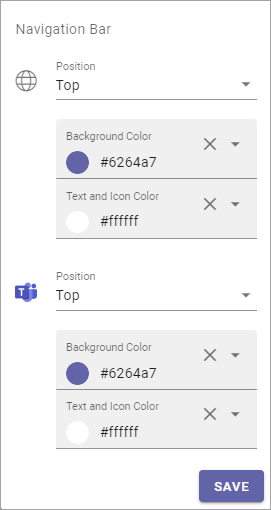 Navigation Bar
Position
Top
Background Color
#6264a7
Text and Icon Color
#ffffff
Position
Top
Background Color
#6264a7
Text and Icon Color
#ffffff
SAVE